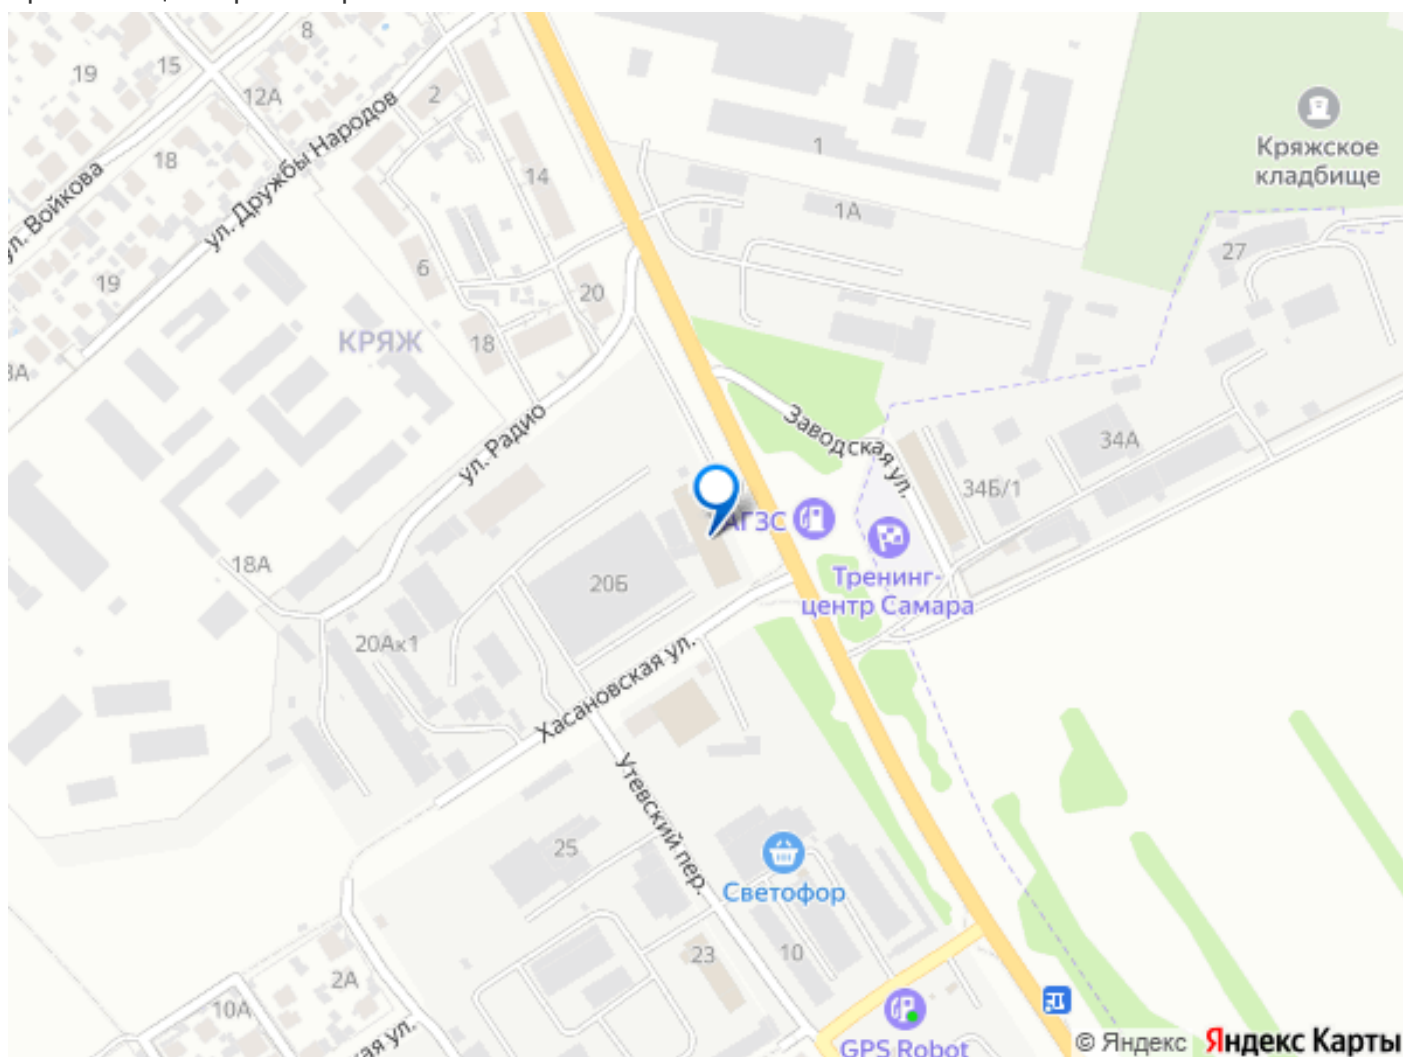 8
15
19
12А
2
ул. Дружбы Народов
18
ул. Войкова
14
1
Кряжское
кладбище
1А
27
19
6
20
КРЯЖ
18
ул. Радио
Заводская ул.
34А
34Б/1
АГЗС
18А
20Б
Тренинг-
центр Самара
20Ак1
Хасановская ул.
Утевский пер.
25
Светофор
23
10
2А
10А
GPS Robot
© Яндекс Яндекс Карты